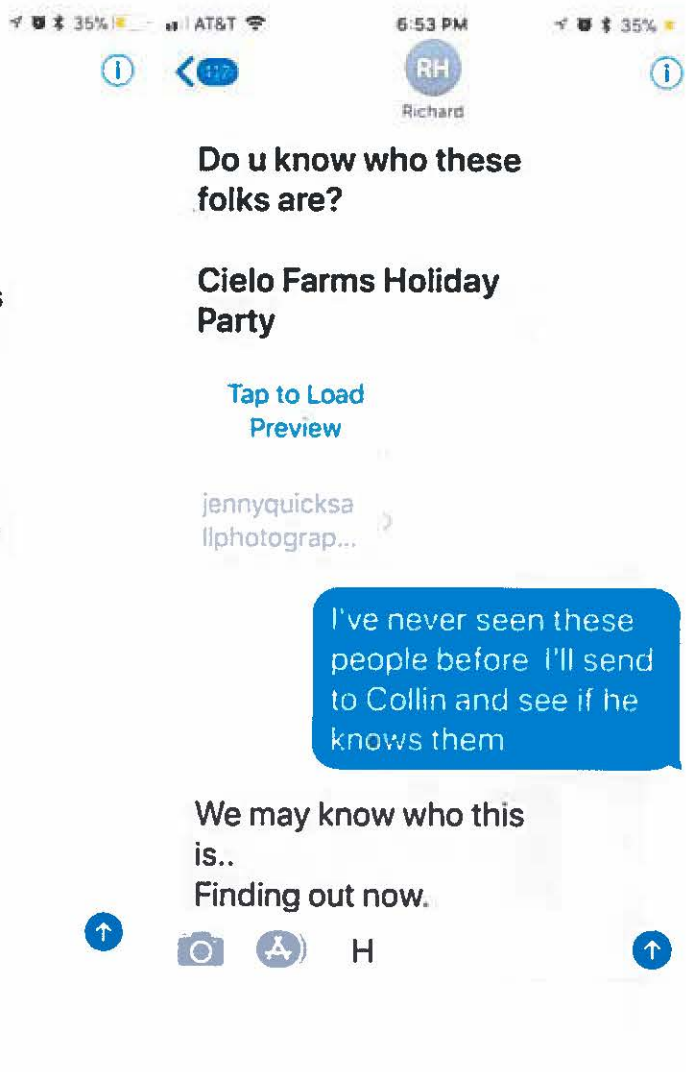 35%
AT&T
6:53 PM
35%
RH
Richard
Do u know who these
folks are?
Cielo Farms Holiday
Party
Tap to Load
Preview
jennyquicksa
llphotograp...
I've never seen these
people before I'll send
to Collin and see if he
knows them
We may know who this
is..
Finding out now.
H